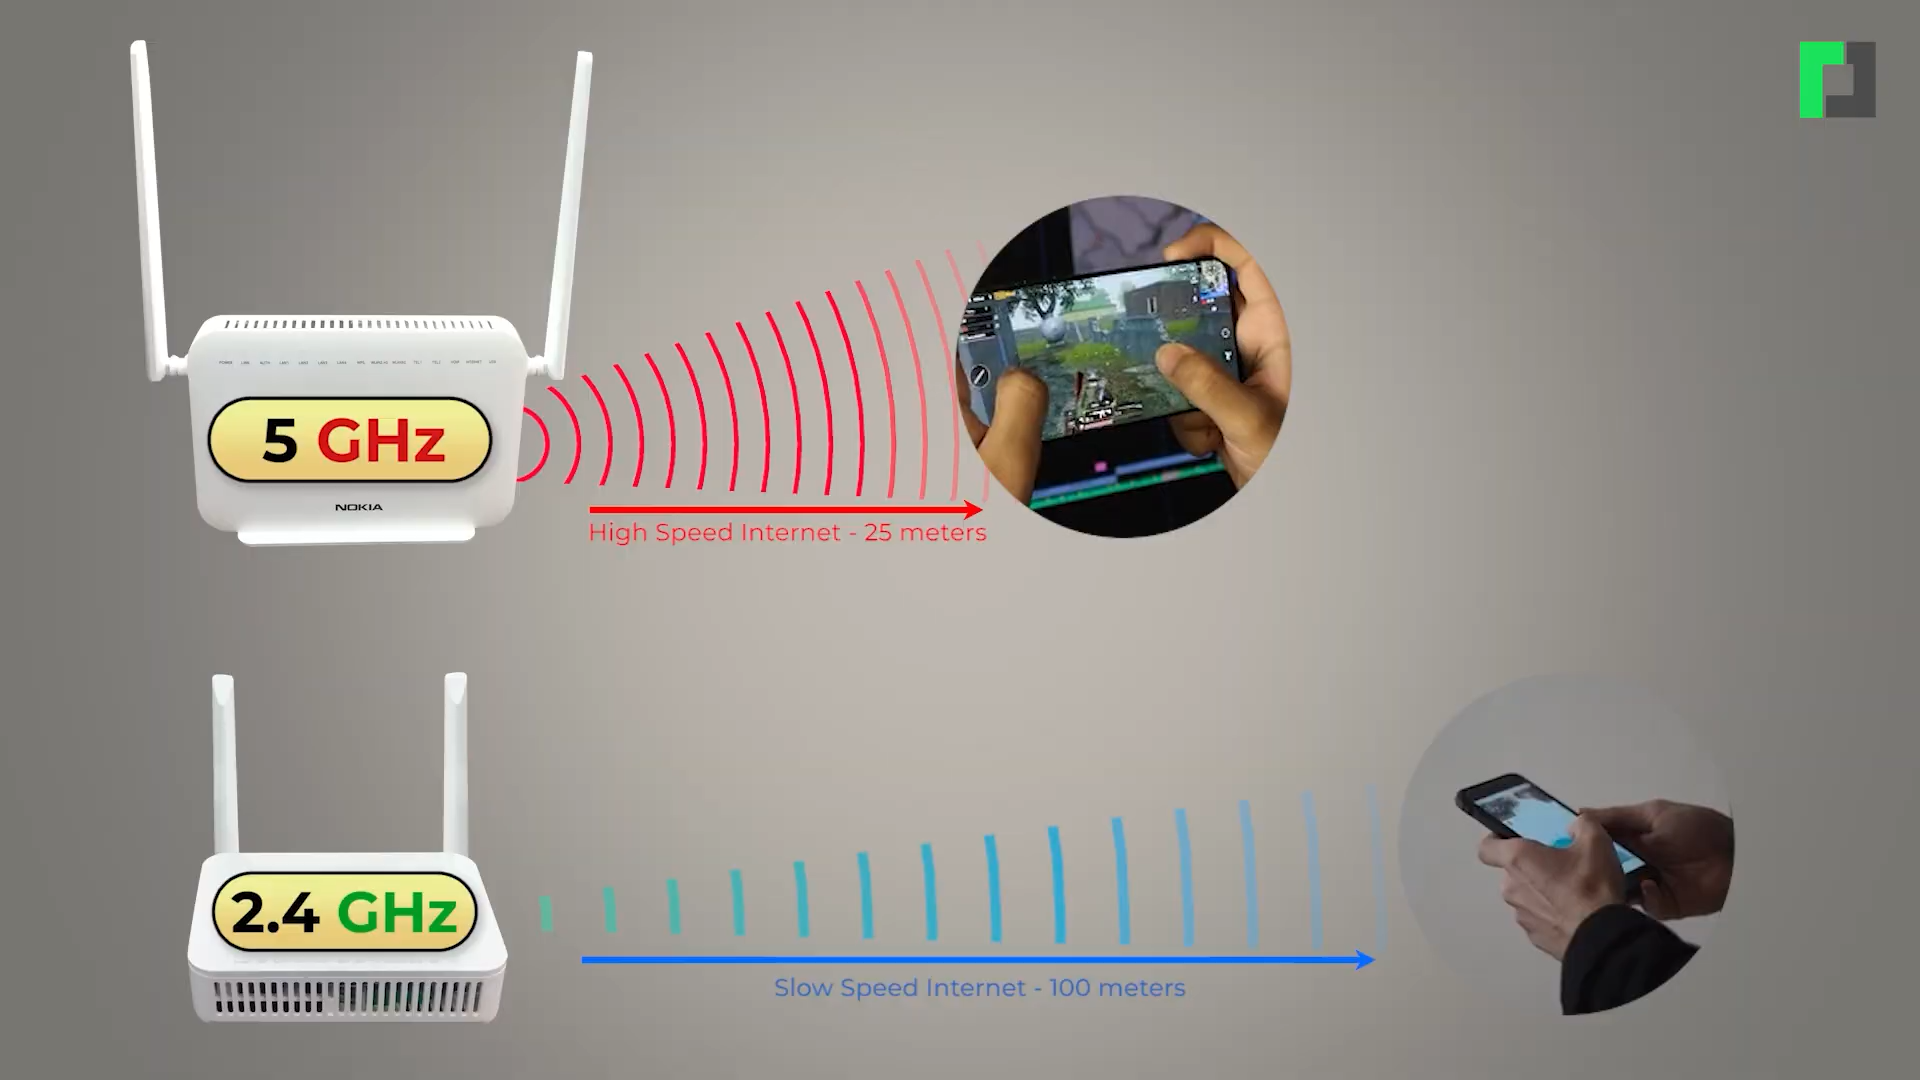 5 GHz
NOKIA
High Speed Internet - 25 meters
2.4 GHz
Slow Speed Internet - 100 meters